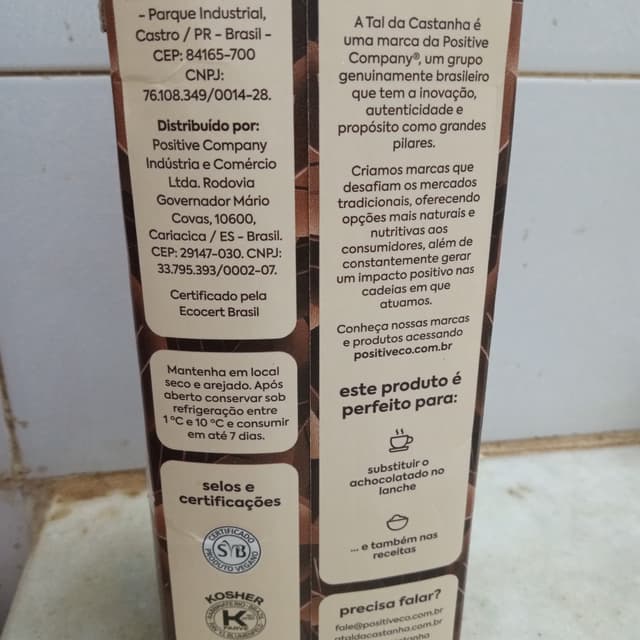 - Parque Industrial,
Castro / PR - Brasil -
CEP: 84165-700
CNPJ:
76.108.349/0014-28.
Distribuído por:
Positive Company
Indústria e Comércio
Ltda. Rodovia
Governador Mário
Covas, 10600,
Cariacica / ES - Brasil.
CEP: 29147-030. CNPJ:
33.795.393/0002-07.
Certificado pela
Ecocert Brasil
Mantenha em local
seco e arejado. Após
aberto conservar sob
refrigeração entre
1 ºC e 10 ºC e consumir
em até 7 dias.
selos e
certificações
CERTIFICADO
SVB
PRODUTO VEGANO
KOSHER
K
PARVE
A Tal da Castanha é
uma marca da Positive
Company®, um grupo
genuinamente brasileiro
que tem a inovação,
autenticidade e
propósito como grandes
pilares.
Criamos marcas que
desafiam os mercados
tradicionais, oferecendo
opções mais naturais e
nutritivas aos
consumidores, além de
constantemente gerar
um impacto positivo nas
cadeias em que
atuamos.
Conheça nossas marcas
e produtos acessando
positiveco.com.br
este produto é
perfeito para:
substituir o
achocolatado no
lanche
... e também nas
receitas
precisa falar?
fale@positiveco.com.br
ataldacastanha.com.br